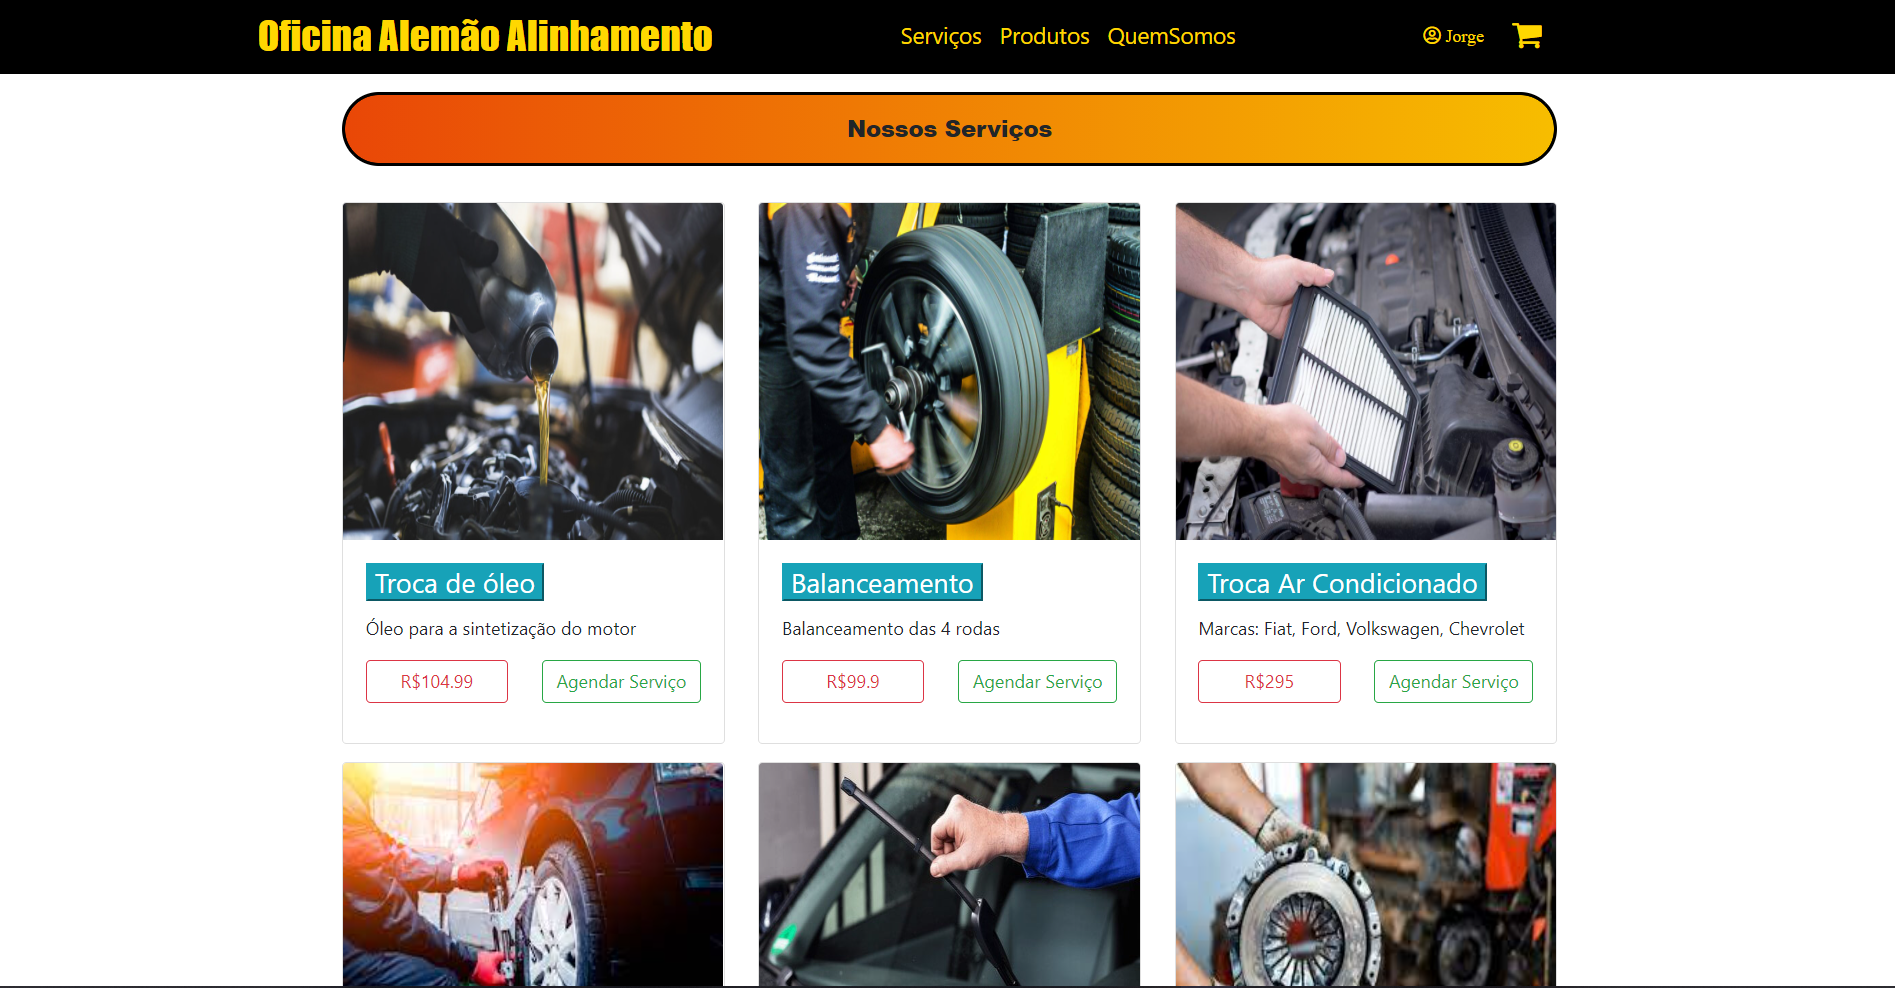 Oficina Alemão Alinhamento
Serviços Produtos QuemSomos
Jorge
Nossos Serviços
Troca de óleo
Óleo para a sintetização do motor
R$104.99 Agendar Serviço
Balanceamento
Balanceamento das 4 rodas
R$99.9 Agendar Serviço
Troca Ar Condicionado
Marcas: Fiat, Ford, Volkswagen, Chevrolet
R$295 Agendar Serviço